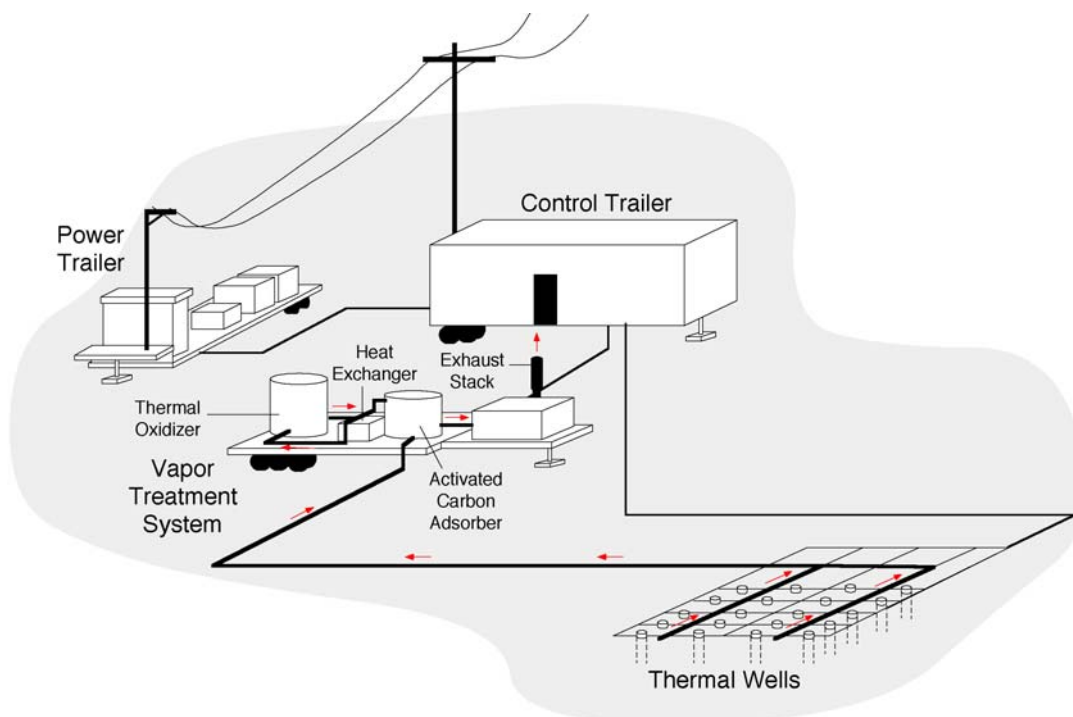 Control Trailer
Power
Trailer
Heat
Exchanger
Exhaust
Stack
Thermal
Oxidizer
Vapor
Treatment
System
Activated
Carbon
Adsorber
Thermal Wells